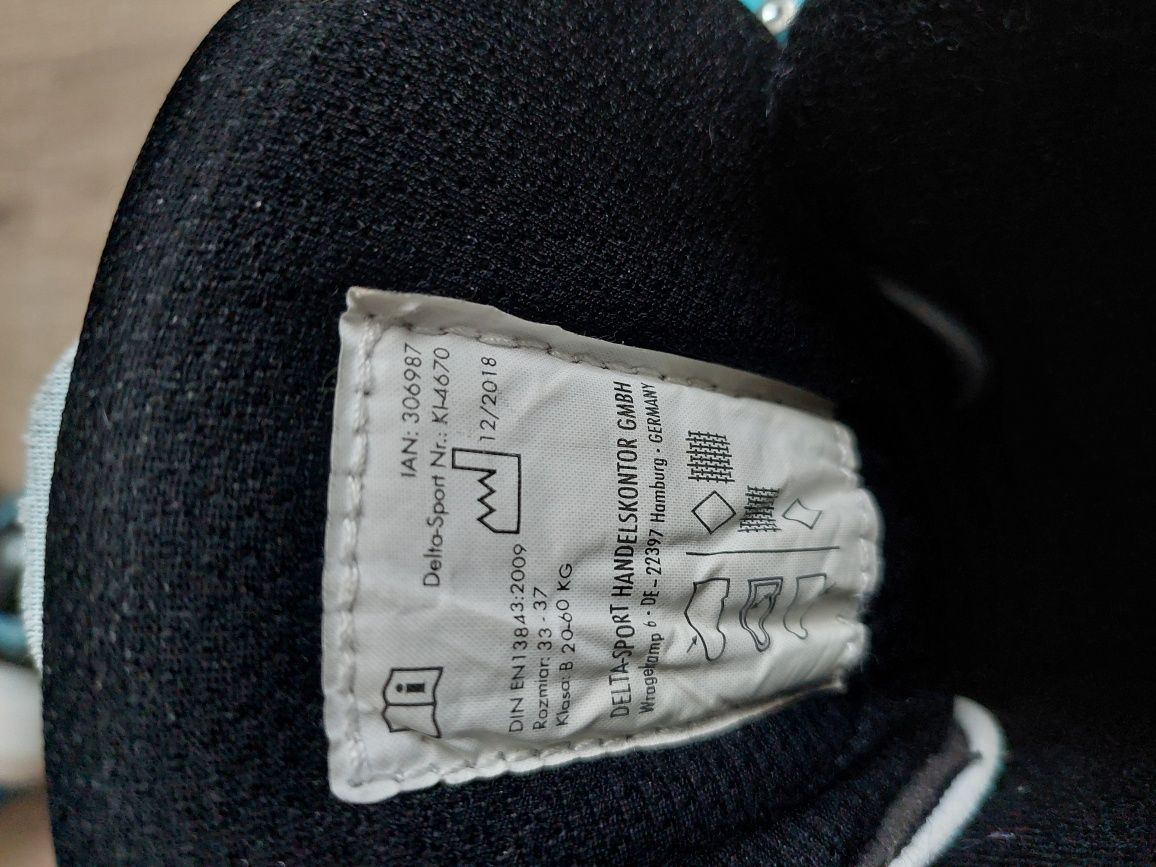 IAN: 306987
Delta-Sport Nr.: KI-4670
12/2018
DIN EN13843:2009
Rozmiar: 33 - 37
Klasa: B 20-60 KG
DELTA-SPORT HANDELSKONTOR GMBH
Wragekamp 6 · DE – 22397 Hamburg · GERMANY